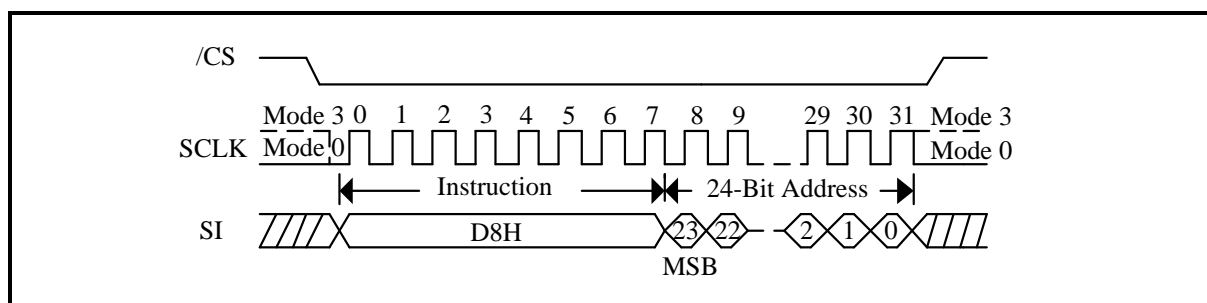 /CS
Mode 3 0 1 2 3 4 5 6 7 8 9 29 30 31 Mode 3
SCLK Mode 0 Mode 0
Instruction 24-Bit Address
SI D8H 23 22 2 1 0
MSB